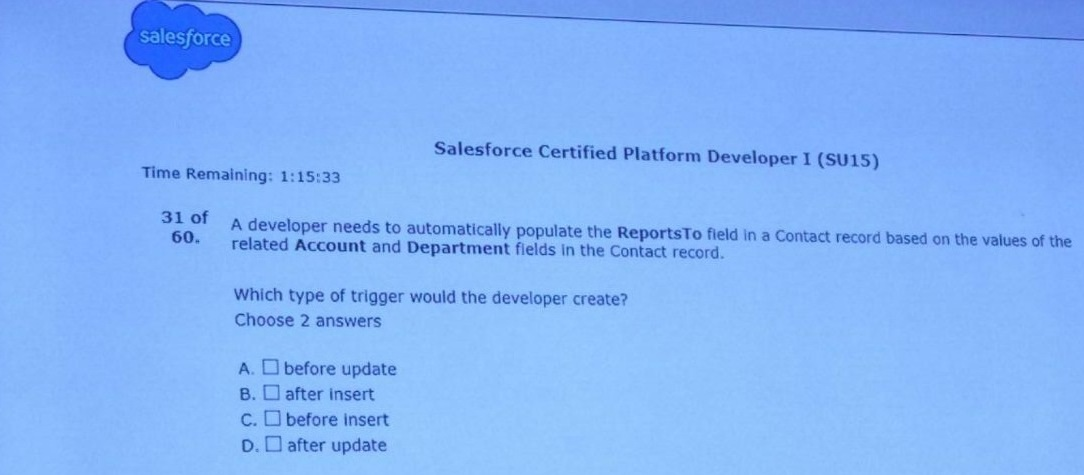 salesforce
Salesforce Certified Platform Developer I (SU15)
Time Remaining: 1:15:33
31 of
60.
A developer needs to automatically populate the ReportsTo field in a Contact record based on the values of the
related Account and Department fields in the Contact record.
Which type of trigger would the developer create?
Choose 2 answers
A. before update
B. after insert
C. before insert
D. after update